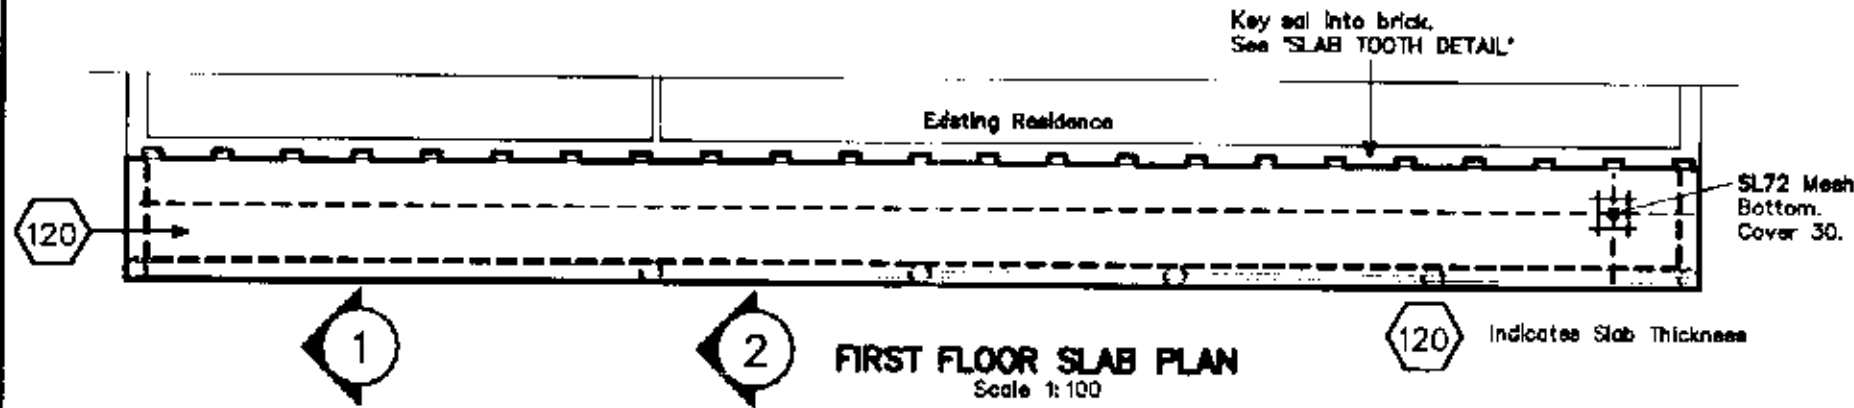 Key sal into brick.
See "SLAB TOOTH DETAIL"
Existing Residence
SL72 Mesh
Bottom.
Cover 30.
120
1
2
FIRST FLOOR SLAB PLAN
Scale 1:100
120
Indicates Slab Thickness